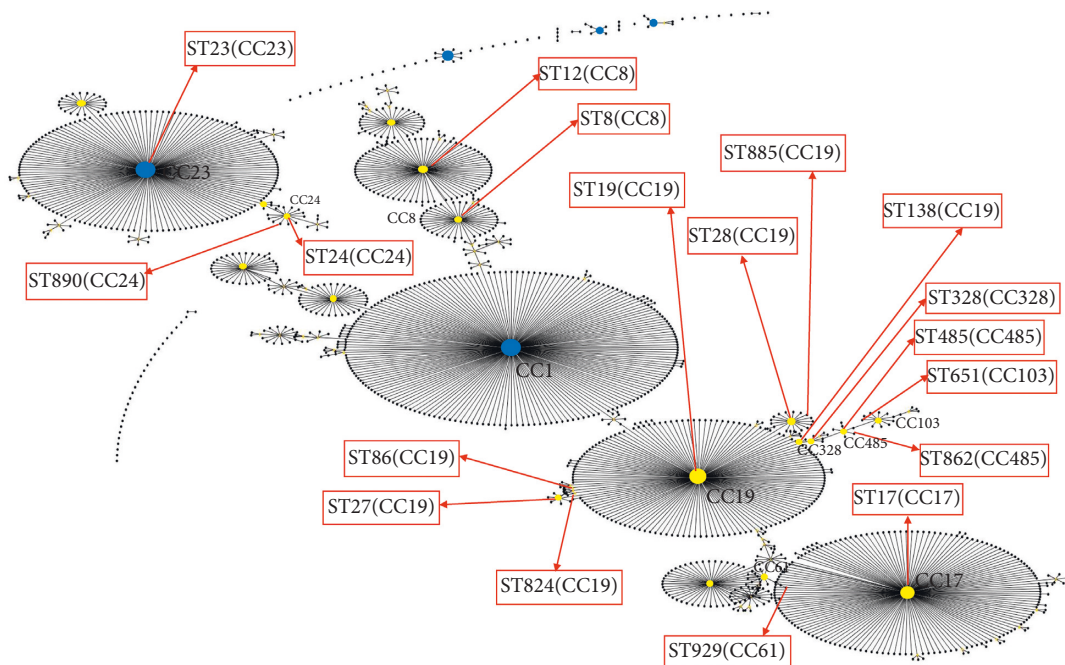 ST23(CC23)
ST12(CC8)
ST8(CC8)
ST885(CC19)
CC23
ST19(CC19)
CC24
CC8
ST28(CC19)
ST138(CC19)
ST24(CC24)
ST890(CC24)
ST328(CC328)
ST485(CC485)
CC1
ST651(CC103)
CC103
CC485
CC328
ST86(CC19)
ST862(CC485)
CC19
ST27(CC19)
ST17(CC17)
CC61
CC17
ST824(CC19)
ST929(CC61)